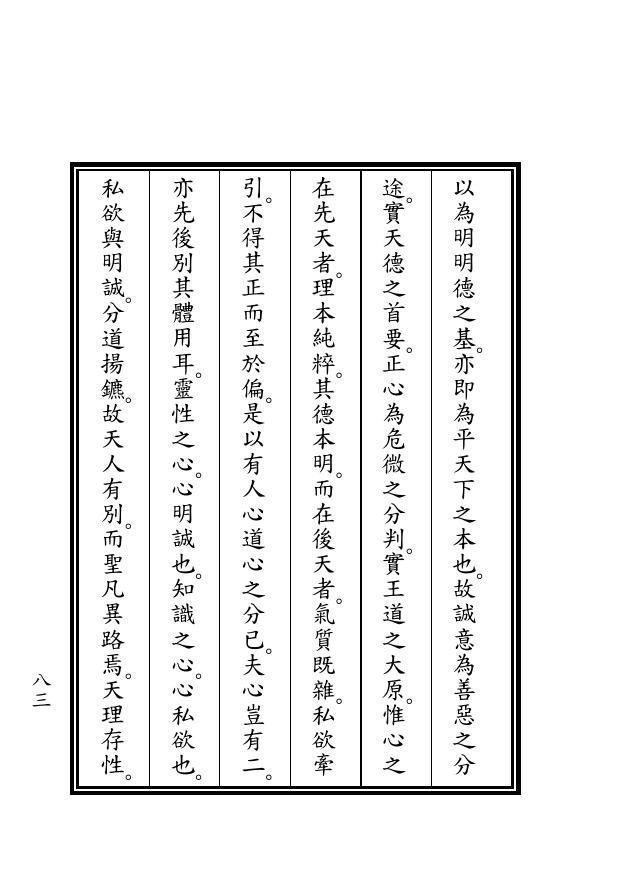 以為明明德之基。亦即為平天下之本也。故誠意為善惡之分
途。實天德之首要。正心為危微之分判。實王道之大原。惟心之
在先天者。理本純粹。其德本明。而在後天者。氣質既雜。私欲牽
引。不得其正而至於偏。是以有人心道心之分已。夫心豈有二。
亦先後別其體用耳。靈性之心。心明誠也。知識之心。心私欲也。
私欲與明誠。分道揚鑣。故天人有別。而聖凡異路焉。天理存性。
八三